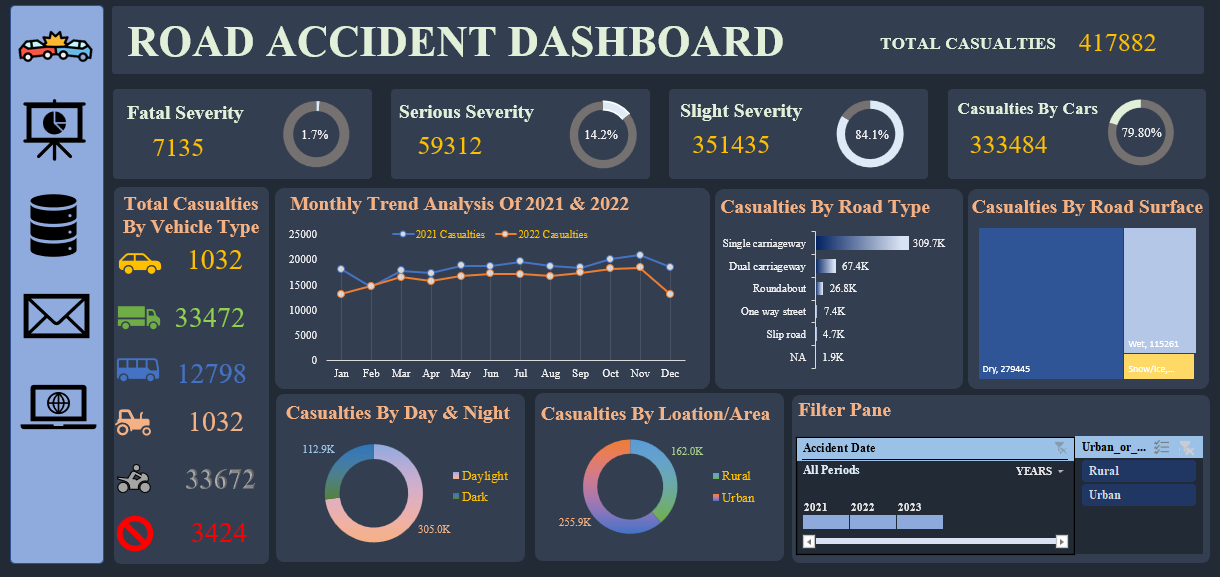 ROAD ACCIDENT DASHBOARD
TOTAL CASUALTIES 417882
Fatal Severity
7135
1.7%
Serious Severity
59312
14.2%
Slight Severity
351435
84.1%
Casualties By Cars
333484
79.80%
Total Casualties
By Vehicle Type
1032
33472
12798
1032
33672
3424
Monthly Trend Analysis Of 2021 & 2022
2021 Casualties 2022 Casualties
25000
20000
15000
10000
5000
0
Jan Feb Mar Apr May Jun Jul Aug Sep Oct Nov Dec
Casualties By Road Type
Single carriageway 309.7K
Dual carriageway 67.4K
Roundabout 26.8K
One way street 7.4K
Slip road 4.7K
NA 1.9K
Casualties By Road Surface
Dry, 279445
Wet, 115261
Snow/Ice,...
Casualties By Day & Night
112.9K
305.0K
Daylight
Dark
Casualties By Loation/Area
162.0K
255.9K
Rural
Urban
Filter Pane
Accident Date
All Periods YEARS
2021 2022 2023
Urban_or_...
Rural
Urban